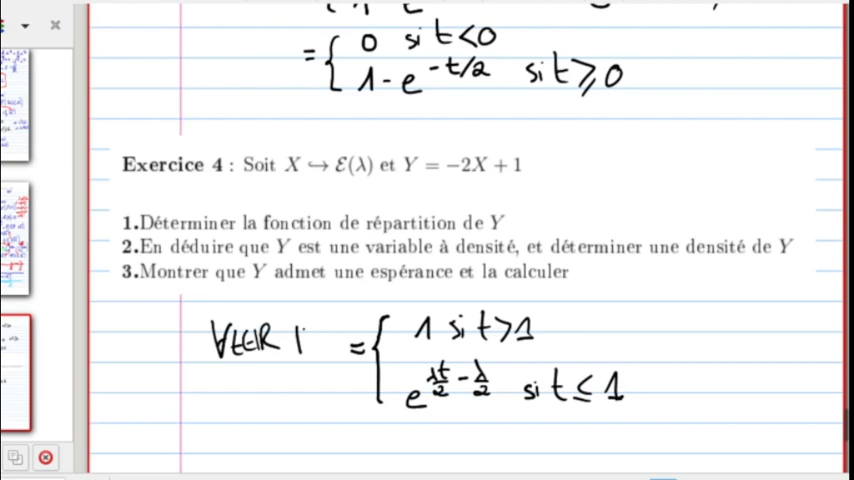 = { 0 si t<0
1-e^{-t/2} si t⩾0
Exercice 4 : Soit X ↪ ℰ(λ) et Y = −2X + 1
1.Déterminer la fonction de répartition de Y
2.En déduire que Y est une variable à densité, et déterminer une densité de Y
3.Montrer que Y admet une espérance et la calculer
∀t∈ℝ
= { 1 si t>1
e^{λt/2 - λ/2} si t≤1